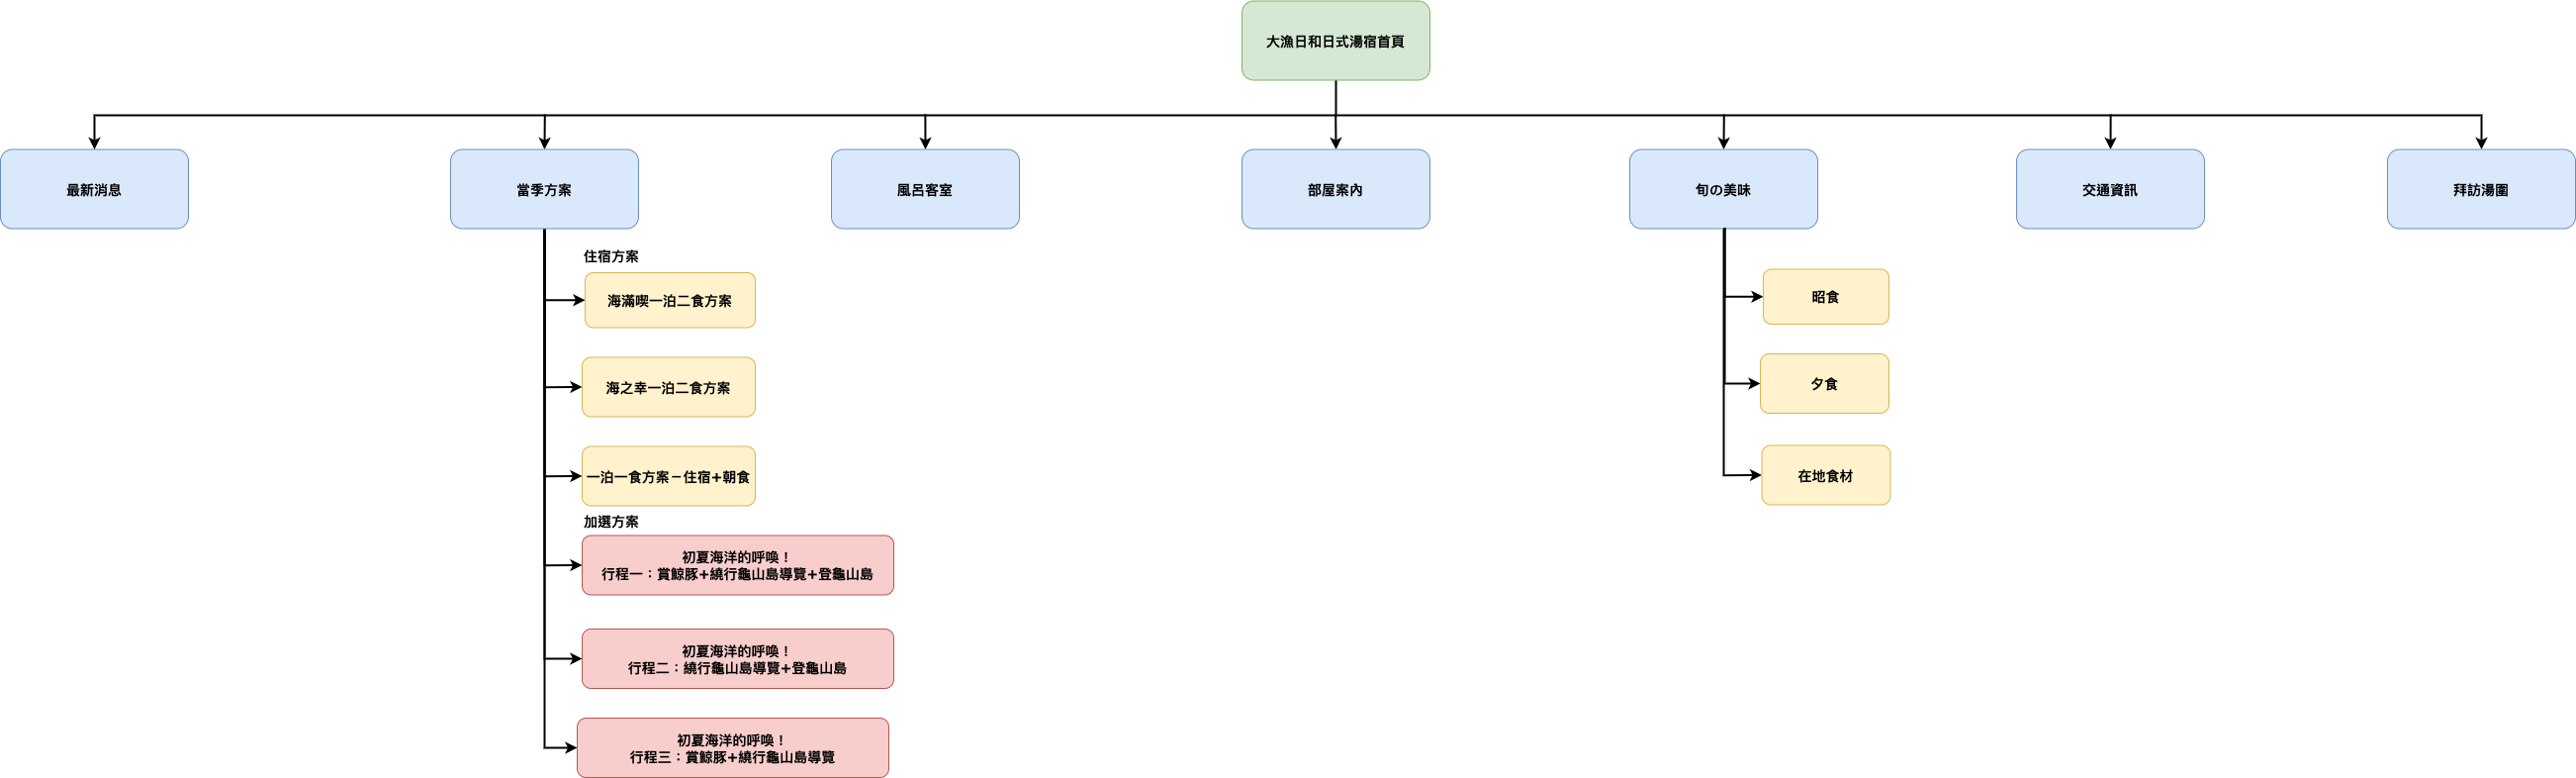 大漁日和日式湯宿首頁
最新消息
當季方案
風呂客室
部屋案內
旬の美味
交通資訊
拜訪湯圍
住宿方案
海滿喫一泊二食方案
海之幸一泊二食方案
一泊一食方案－住宿+朝食
加選方案
初夏海洋的呼喚！
行程一：賞鯨豚+繞行龜山島導覽+登龜山島
初夏海洋的呼喚！
行程二：繞行龜山島導覽+登龜山島
初夏海洋的呼喚！
行程三：賞鯨豚+繞行龜山島導覽
昭食
夕食
在地食材